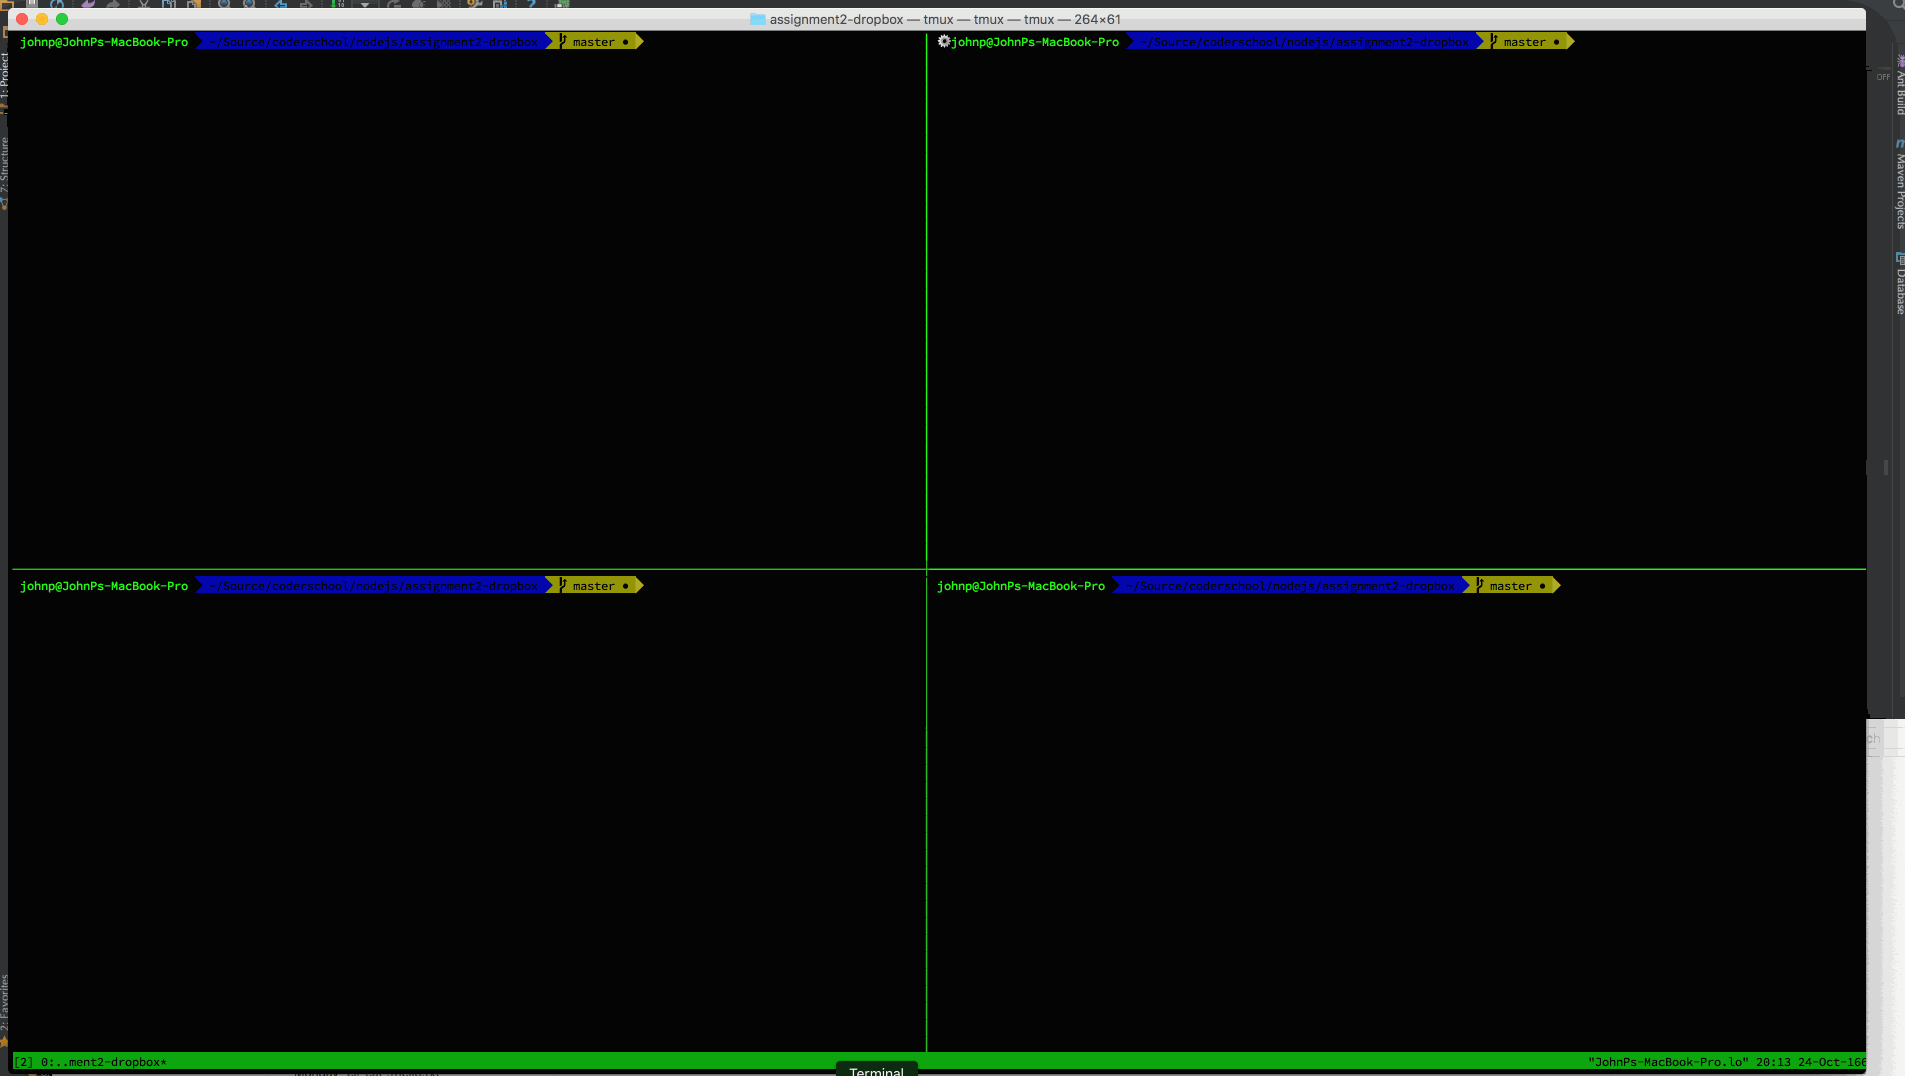 assignment2-dropbox — tmux — tmux — tmux — 264×61
johnp@JohnPs-MacBook-Pro ~/Source/coderschool/nodejs/assignment2-dropbox master ●
johnp@JohnPs-MacBook-Pro ~/Source/coderschool/nodejs/assignment2-dropbox master ●
johnp@JohnPs-MacBook-Pro ~/Source/coderschool/nodejs/assignment2-dropbox master ●
johnp@JohnPs-MacBook-Pro ~/Source/coderschool/nodejs/assignment2-dropbox master ●
[2] 0:..ment2-dropbox*
"JohnPs-MacBook-Pro.lo" 20:13 24-Oct-166
Terminal
1: Project
7: Structure
2: Favorites
OFF
Ant Build
Maven Projects
Database
ch